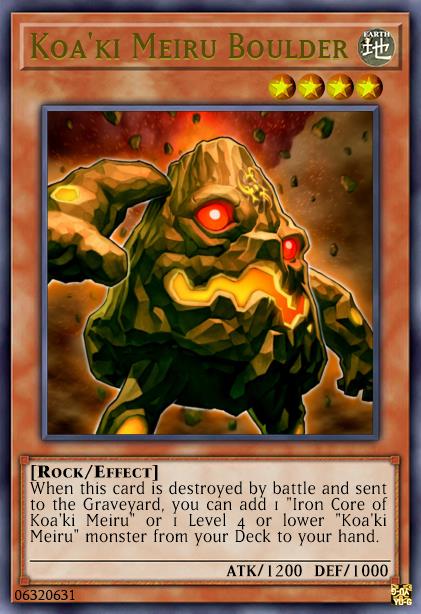 Koa'ki Meiru Boulder
EARTH
地
[Rock/Effect]
When this card is destroyed by battle and sent
to the Graveyard, you can add 1 "Iron Core of
Koa'ki Meiru" or 1 Level 4 or lower "Koa'ki
Meiru" monster from your Deck to your hand.
ATK/1200 DEF/1000
06320631